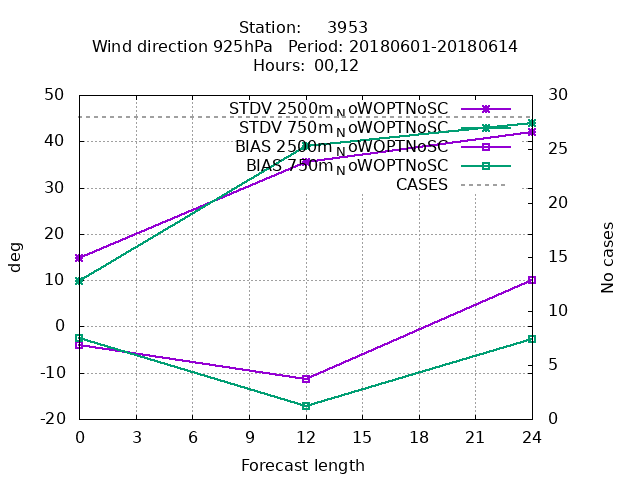 Station: 3953
Wind direction 925hPa Period: 20180601-20180614
Hours: 00,12
50
40
30
20
10
0
-10
-20
deg
30
25
20
15
10
5
0
No cases
STDV 2500m_NoWOPTNoSC
STDV 750m_NoWOPTNoSC
BIAS 2500m_NoWOPTNoSC
BIAS 750m_NoWOPTNoSC
CASES
0 3 6 9 12 15 18 21 24
Forecast length